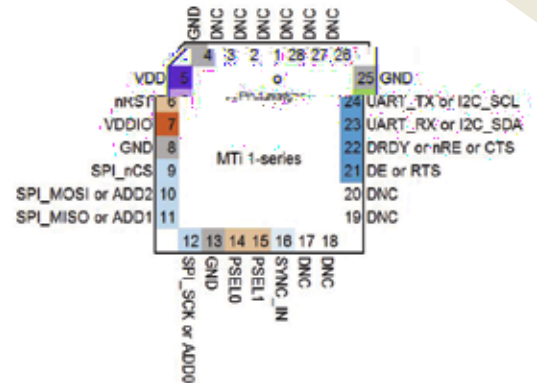 GND DNC DNC DNC DNC DNC DNC
4 3 2 1 28 27 26
VDD 5
25 GND
nRST 6
24 UART_TX or I2C_SCL
VDDIO 7
23 UART_RX or I2C_SDA
GND 8
MTi 1-series
22 DRDY or nRE or CTS
SPI_nCS 9
21 DE or RTS
SPI_MOSI or ADD2 10
20 DNC
SPI_MISO or ADD1 11
19 DNC
12 13 14 15 16 17 18
SPI_SCK or ADD0 GND PSEL0 PSEL1 SYNC_IN DNC DNC